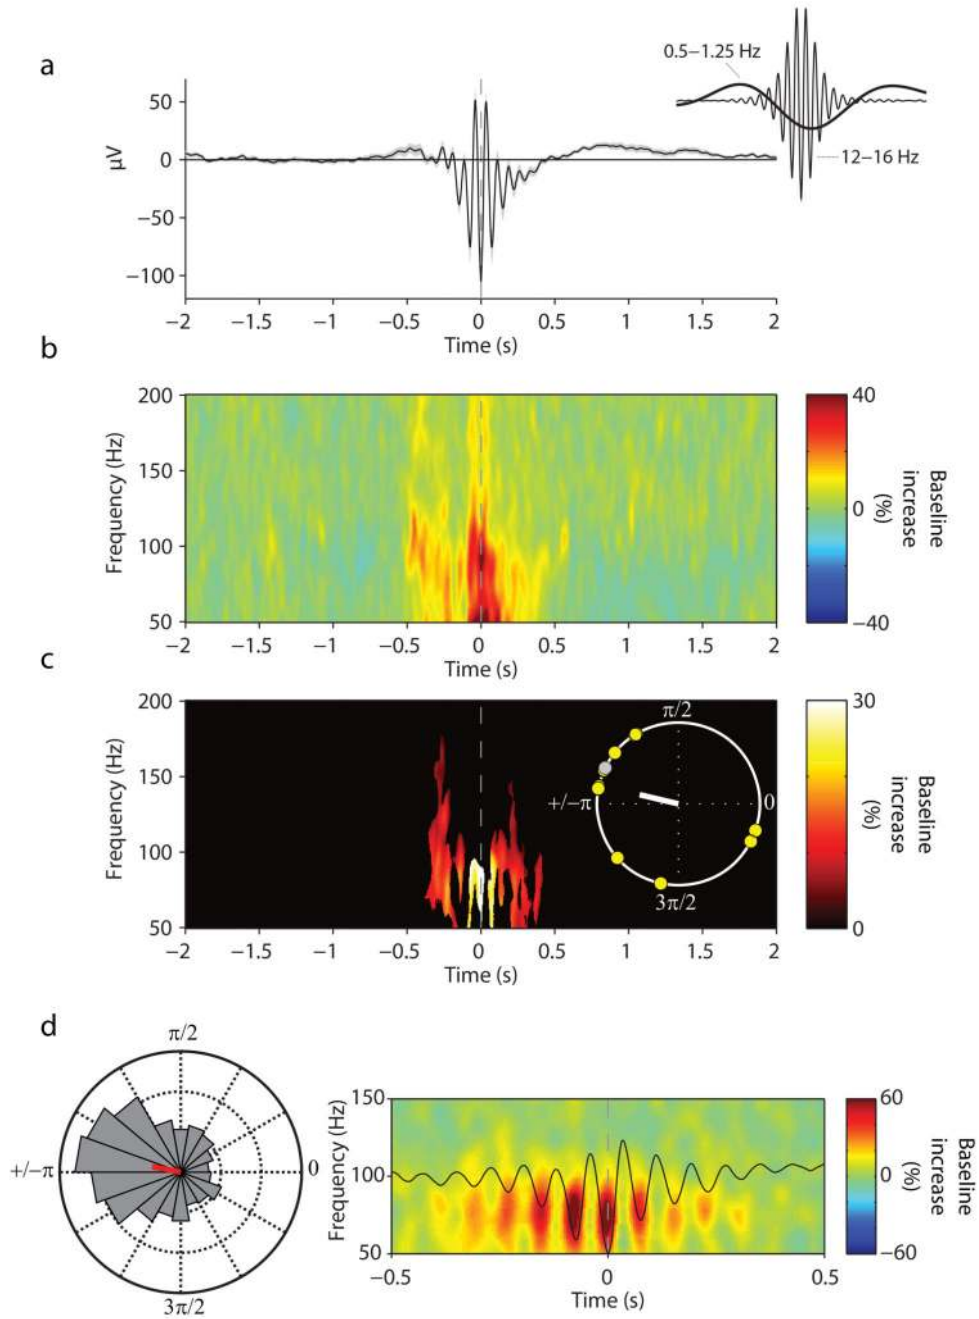 a
0.5–1.25 Hz
12–16 Hz
μV
50
0
−50
−100
−2 −1.5 −1 −0.5 0 0.5 1 1.5 2
Time (s)
b
Frequency (Hz)
200
150
100
50
−2 −1.5 −1 −0.5 0 0.5 1 1.5 2
Time (s)
40
0
−40
Baseline
increase
(%)
c
Frequency (Hz)
200
150
100
50
−2 −1.5 −1 −0.5 0 0.5 1 1.5 2
Time (s)
π/2
+/−π
0
3π/2
30
0
Baseline
increase
(%)
d
π/2
+/−π
0
3π/2
Frequency (Hz)
150
100
50
−0.5 0 0.5
Time (s)
60
0
−60
Baseline
increase
(%)